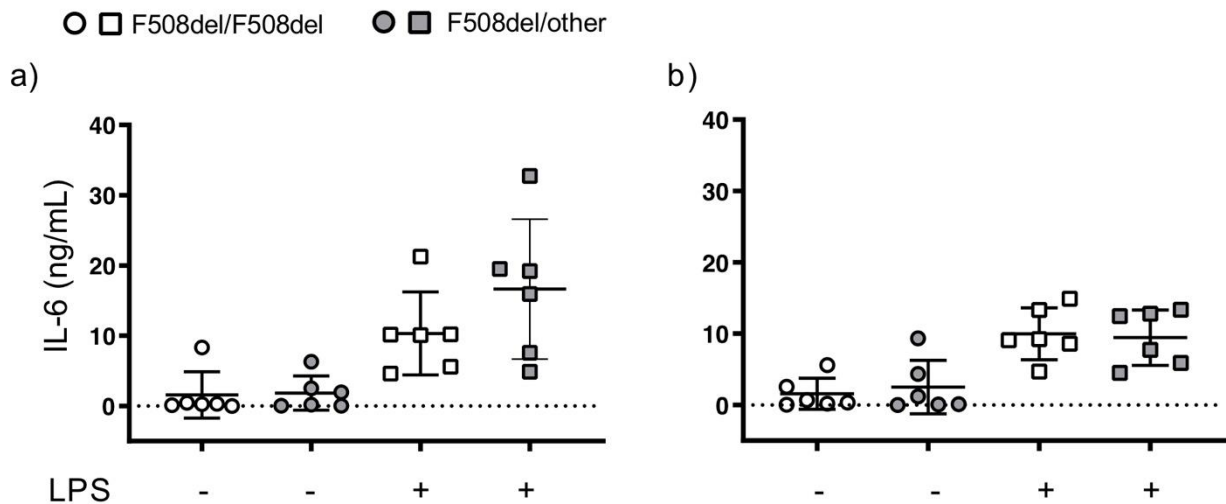 F508del/F508del F508del/other
a) b)
IL-6 (ng/mL)
40 40
30 30
20 20
10 10
0 0
LPS - - + + - - + +